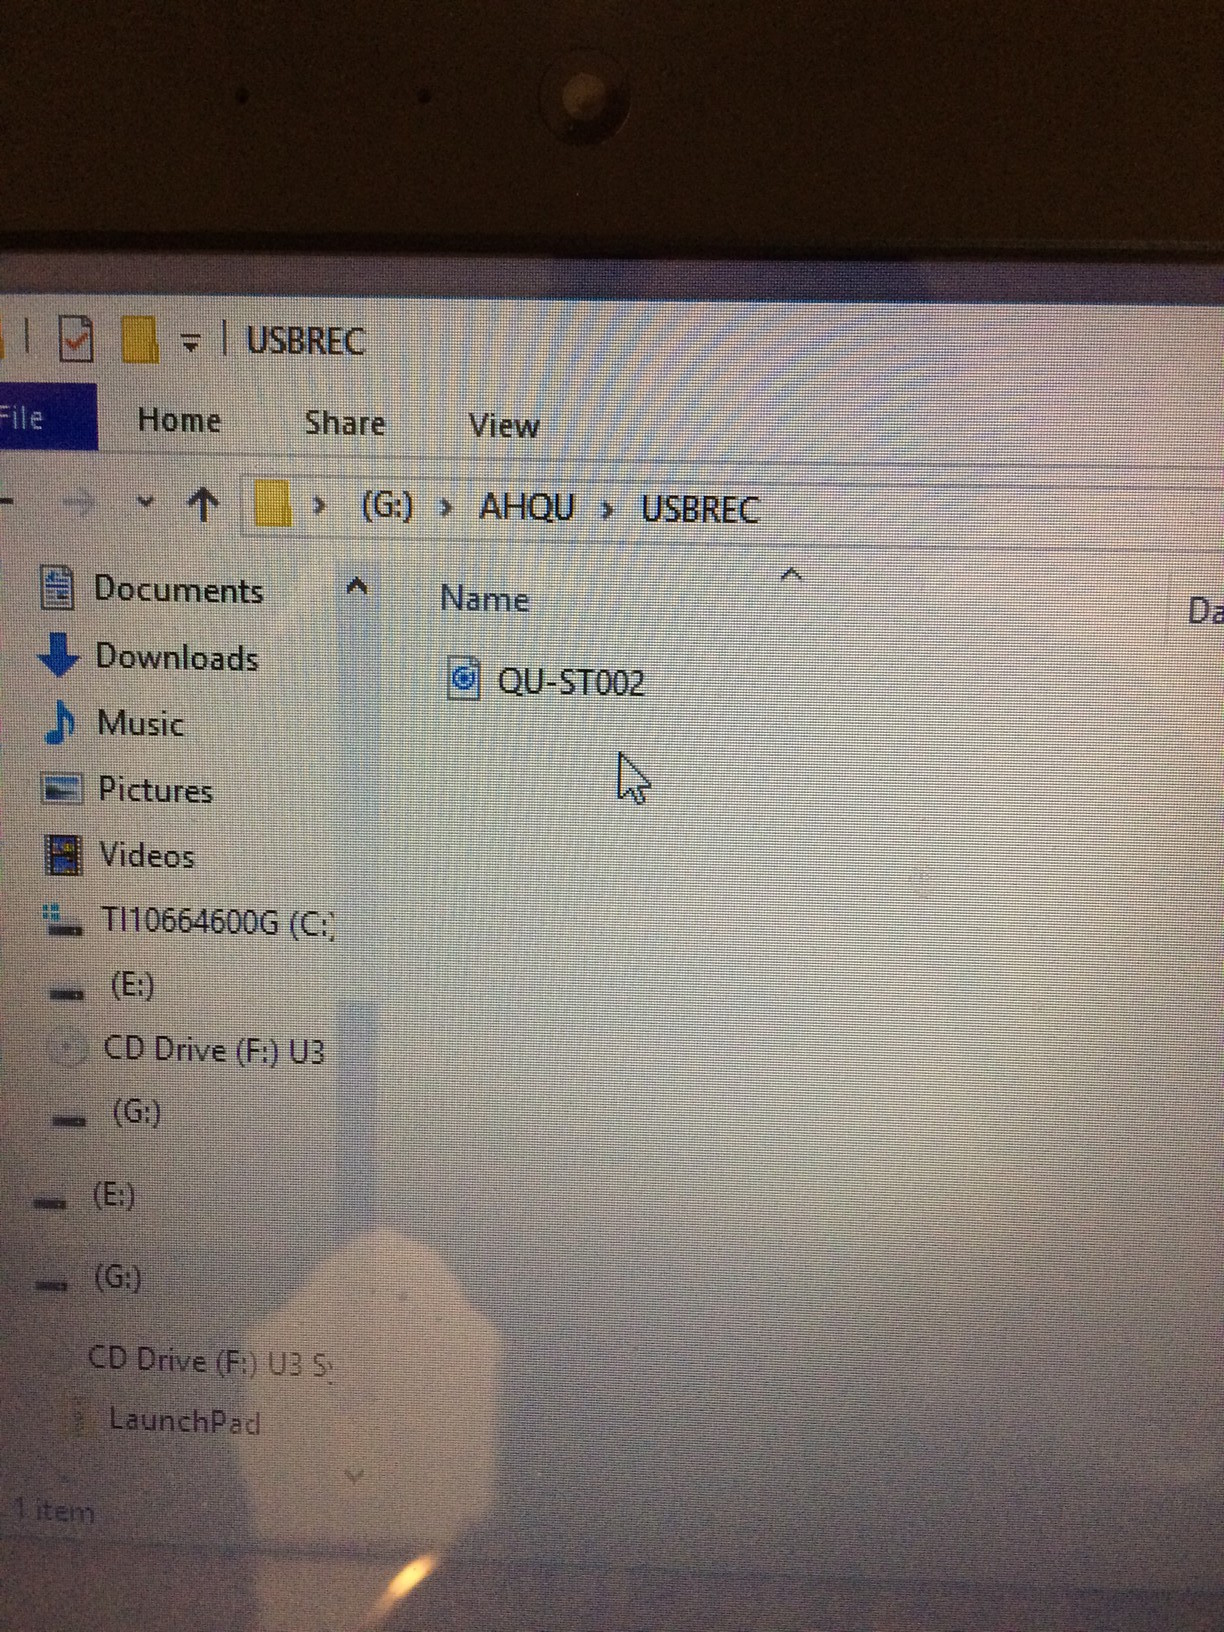 USBREC
File Home Share View
(G:) AHQU USBREC
Name
QU-ST002
Documents
Downloads
Music
Pictures
Videos
TI10664600G (C:)
(E:)
CD Drive (F:) U3
(G:)
(E:)
(G:)
CD Drive (F:) U3 S
LaunchPad
1 item